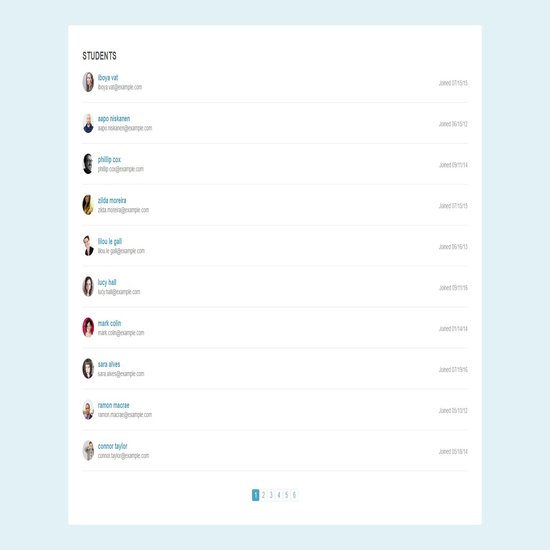 STUDENTS
iboya vat
iboya.vat@example.com
Joined 07/15/15
aapo niskanen
aapo.niskanen@example.com
Joined 06/15/12
phillip cox
phillip.cox@example.com
Joined 09/11/14
zilda moreira
zilda.moreira@example.com
Joined 07/15/15
lilou le gall
lilou.le gall@example.com
Joined 06/16/13
lucy hall
lucy.hall@example.com
Joined 09/11/16
mark colin
mark.colin@example.com
Joined 01/14/14
sara alves
sara.alves@example.com
Joined 07/19/16
ramon macrae
ramon.macrae@example.com
Joined 05/13/12
connor taylor
connor.taylor@example.com
Joined 05/18/14
1 2 3 4 5 6